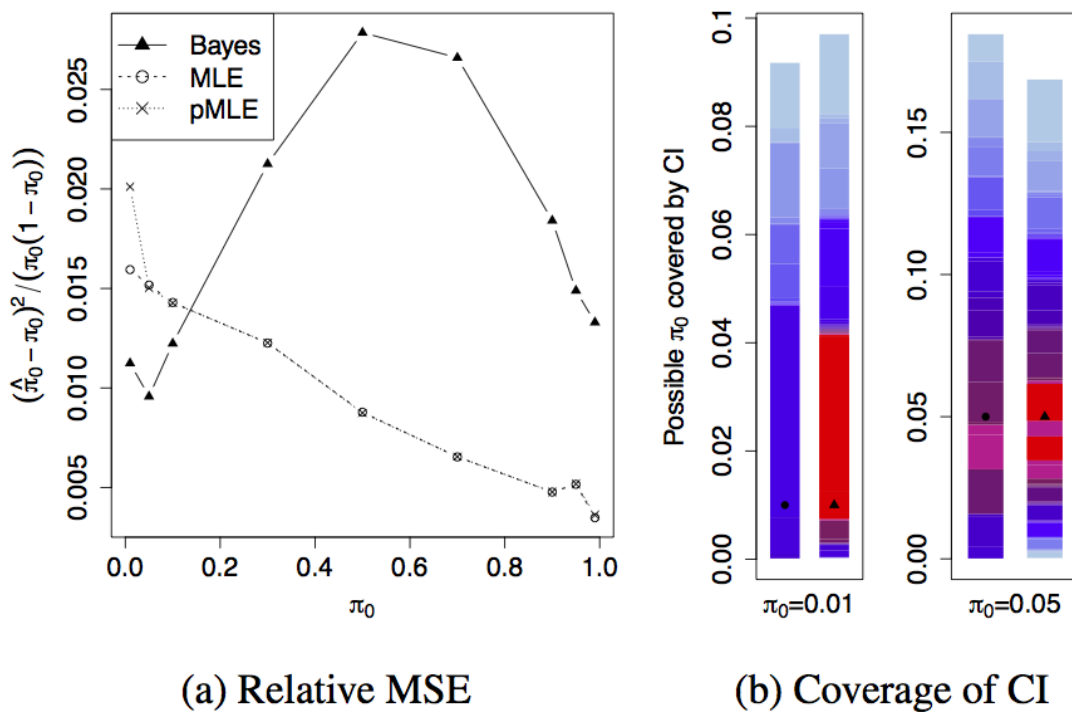 Bayes
MLE
pMLE
(π̂₀ − π₀)² / (π₀(1 − π₀))
0.005 0.010 0.015 0.020 0.025
0.0 0.2 0.4 0.6 0.8 1.0
π₀
(a) Relative MSE
Possible π₀ covered by CI
0.00 0.02 0.04 0.06 0.08 0.1
π₀=0.01
0.00 0.05 0.10 0.15
π₀=0.05
(b) Coverage of CI